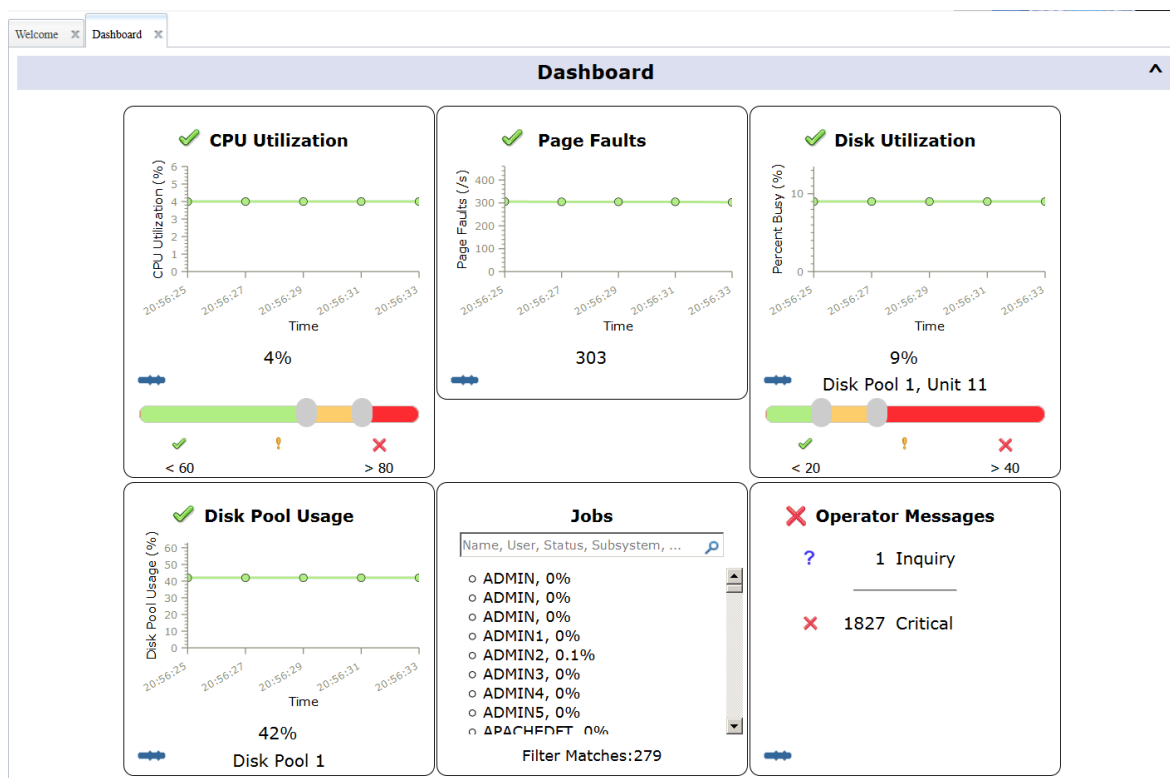 Welcome
Dashboard
Dashboard
^
CPU Utilization
CPU Utilization (%)
6
5
4
3
2
1
0
20:56:25
20:56:27
20:56:29
20:56:31
20:56:33
Time
4%
< 60
> 80
Page Faults
Page Faults (/s)
400
300
200
100
0
20:56:25
20:56:27
20:56:29
20:56:31
20:56:33
Time
303
Disk Utilization
Percent Busy (%)
10
0
20:56:25
20:56:27
20:56:29
20:56:31
20:56:33
Time
9%
Disk Pool 1, Unit 11
< 20
> 40
Disk Pool Usage
Disk Pool Usage (%)
60
50
40
30
20
10
0
20:56:25
20:56:27
20:56:29
20:56:31
20:56:33
Time
42%
Disk Pool 1
Jobs
Name, User, Status, Subsystem, ...
ADMIN, 0%
ADMIN, 0%
ADMIN, 0%
ADMIN1, 0%
ADMIN2, 0.1%
ADMIN3, 0%
ADMIN4, 0%
ADMIN5, 0%
APACHEDFT, 0%
Filter Matches:279
Operator Messages
? 1 Inquiry
1827 Critical